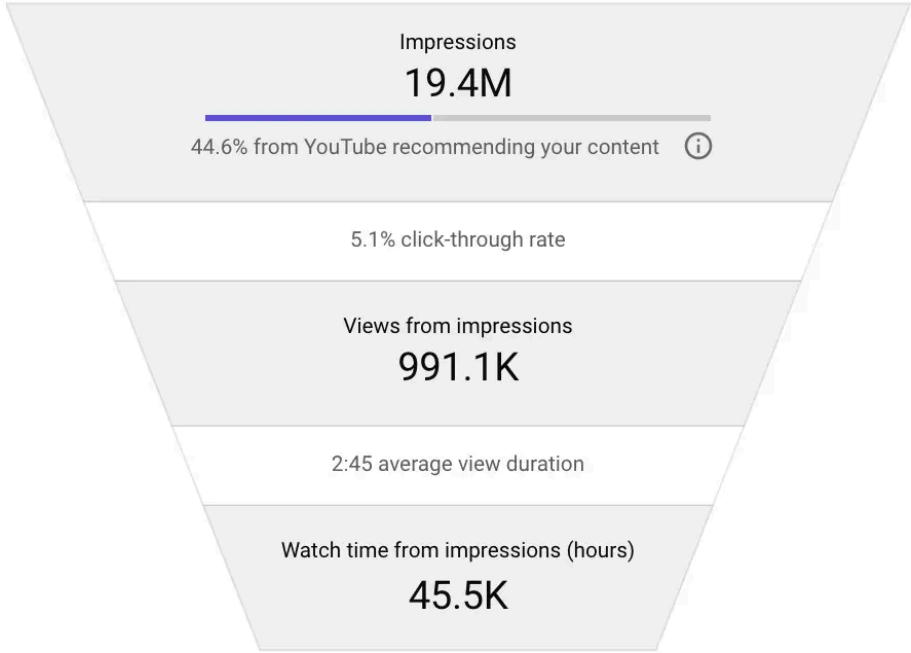 Impressions
19.4M
44.6% from YouTube recommending your content
5.1% click-through rate
Views from impressions
991.1K
2:45 average view duration
Watch time from impressions (hours)
45.5K